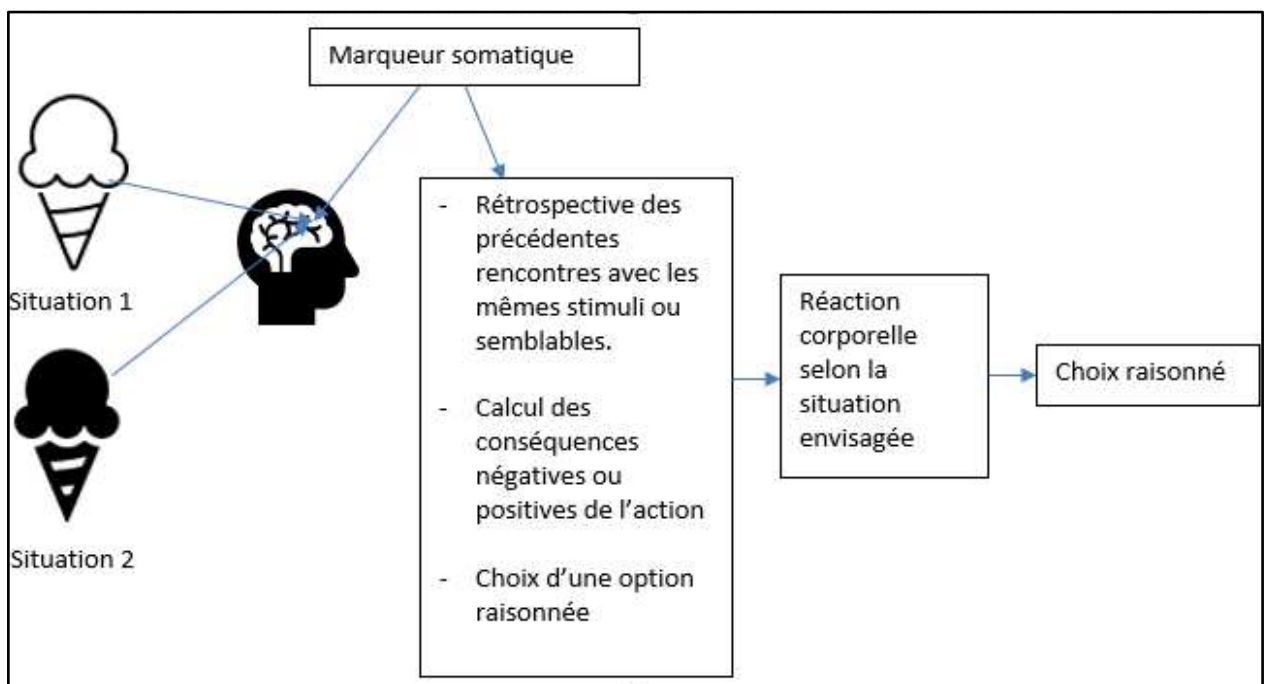 Marqueur somatique
Situation 1
Situation 2
- Rétrospective des
précédentes
rencontres avec les
mêmes stimuli ou
semblables.
- Calcul des
conséquences
négatives ou
positives de l’action
- Choix d’une option
raisonnée
Réaction
corporelle
selon la
situation
envisagée
Choix raisonné